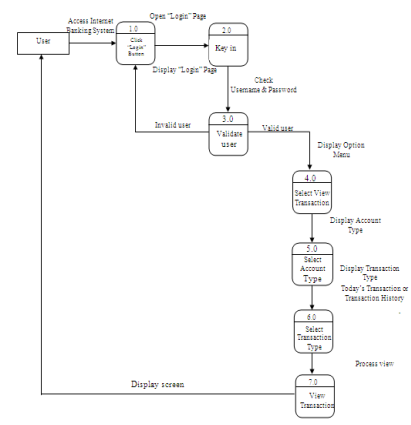 Open "Login" Page
Access Internet
Banking System
User
1.0
Click
"Login"
Button
2.0
Key in
Display "Login" Page
Check
Username & Password
3.0
Validate
user
Invalid user
Valid user
Display Option
Menu
4.0
Select View
Transaction
Display Account
Type
5.0
Select
Account
Type
Display Transaction
Type
Today's Transaction or
Transaction History
6.0
Select
Transaction
Type
Process view
7.0
View
Transaction
Display screen